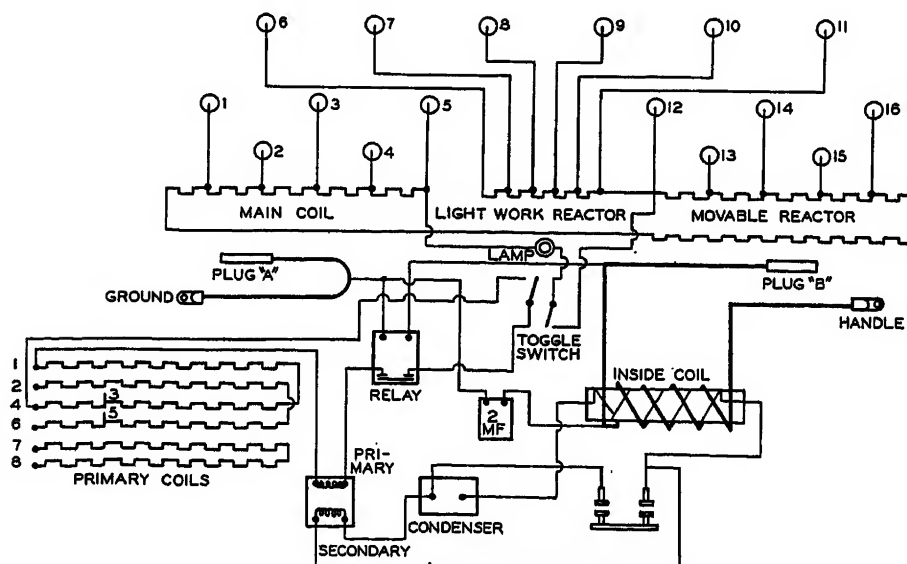 6 7 8 9 10 11
1 3 5 12 14 16
2 4 13 15
MAIN COIL LIGHT WORK REACTOR MOVABLE REACTOR
LAMP
PLUG "A" PLUG "B"
GROUND HANDLE
TOGGLE
SWITCH
1
2
3
4
5
6
7
8
RELAY
INSIDE COIL
2
MF
PRIMARY COILS
PRI-
MARY
CONDENSER
SECONDARY